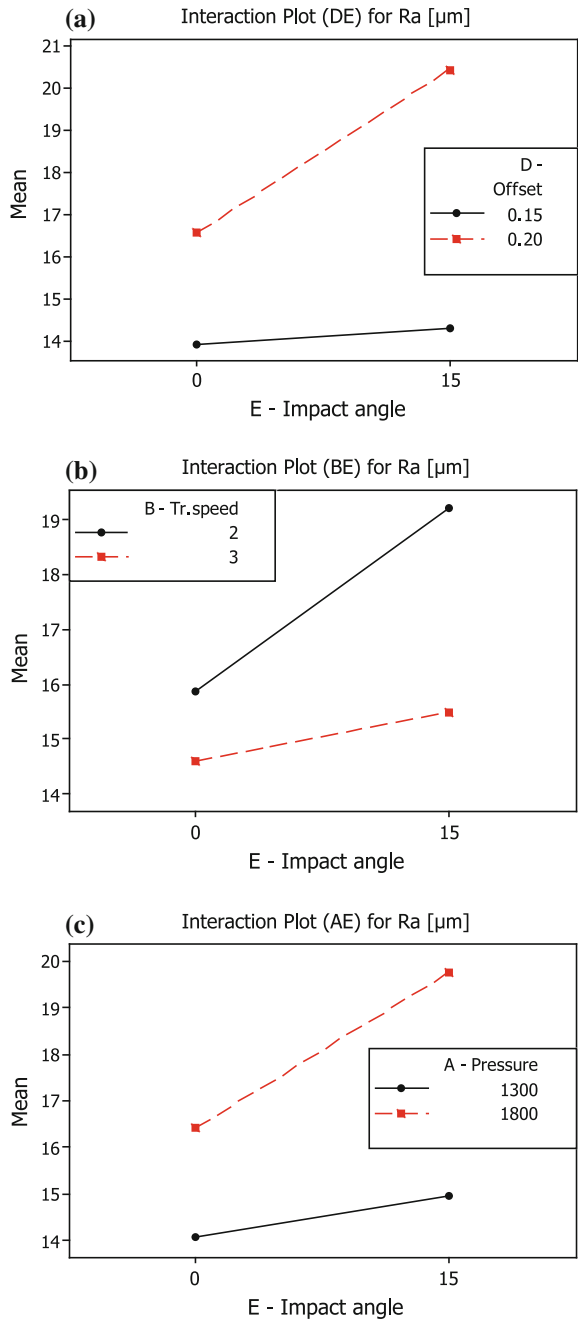 (a)
Interaction Plot (DE) for Ra [µm]
21
20
19
18
17
16
15
14
Mean
D -
Offset
0.15
0.20
0
15
E - Impact angle
(b)
Interaction Plot (BE) for Ra [µm]
B - Tr.speed
2
3
19
18
17
16
15
14
Mean
0
15
E - Impact angle
(c)
Interaction Plot (AE) for Ra [µm]
20
19
18
17
16
15
14
Mean
A - Pressure
1300
1800
0
15
E - Impact angle